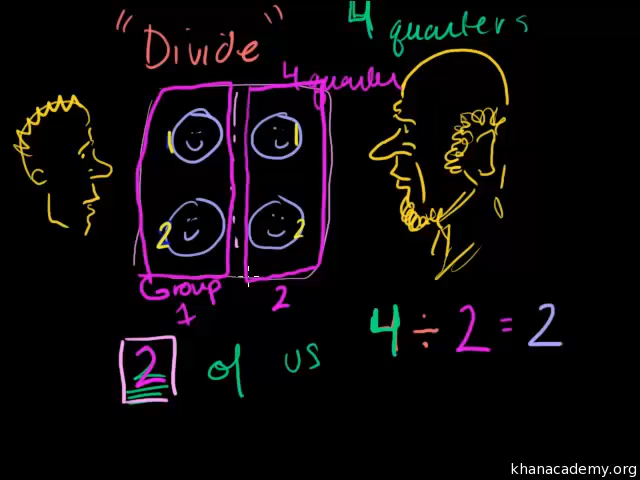 4 quarters
"Divide"
4 quarter
1 1
2 2
Group 1
2
4 ÷ 2 = 2
2 of us
khanacademy.org